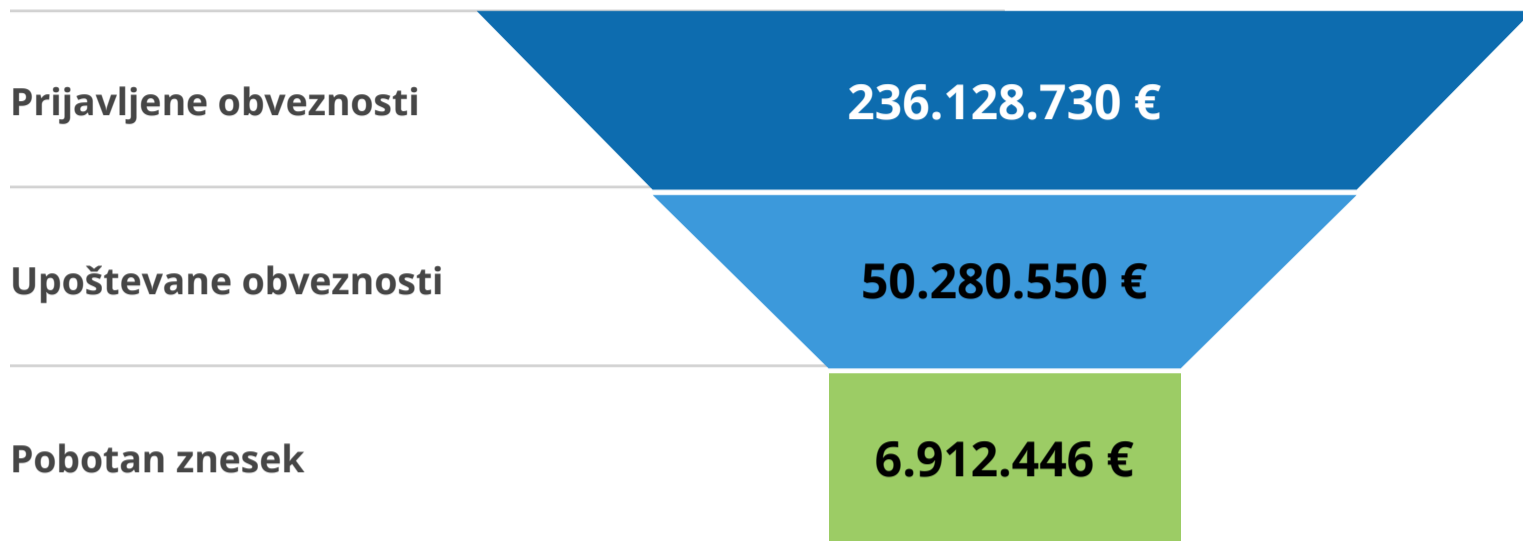 Prijavljene obveznosti
236.128.730 €
Upoštevane obveznosti
50.280.550 €
Pobotan znesek
6.912.446 €